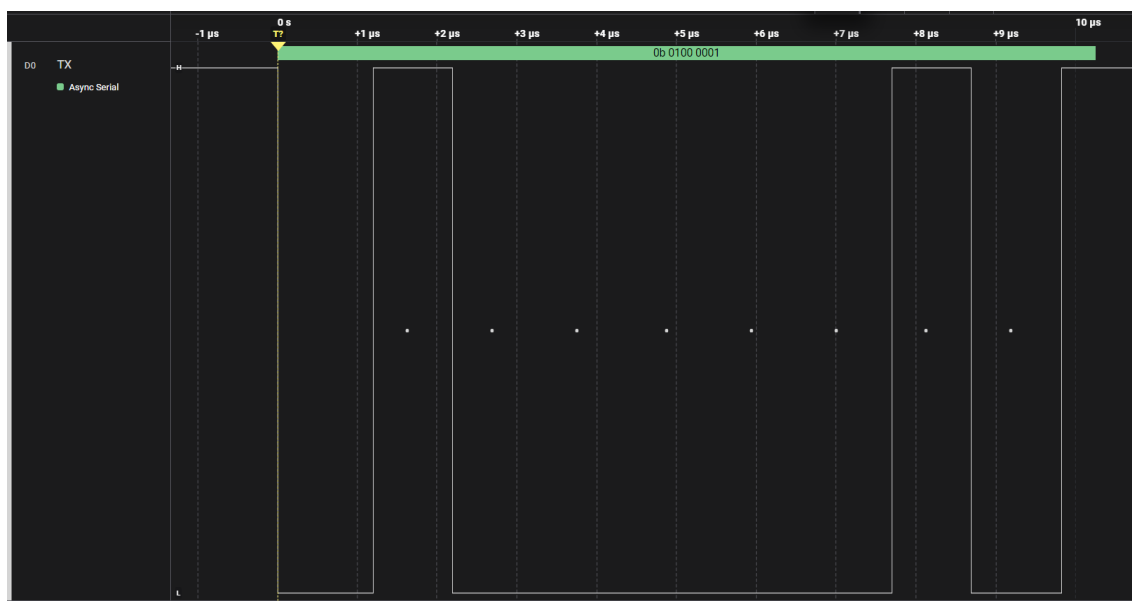 0 s 10 µs
-1 µs T? +1 µs +2 µs +3 µs +4 µs +5 µs +6 µs +7 µs +8 µs +9 µs
0b 0100 0001
D0 TX H
Async Serial
L